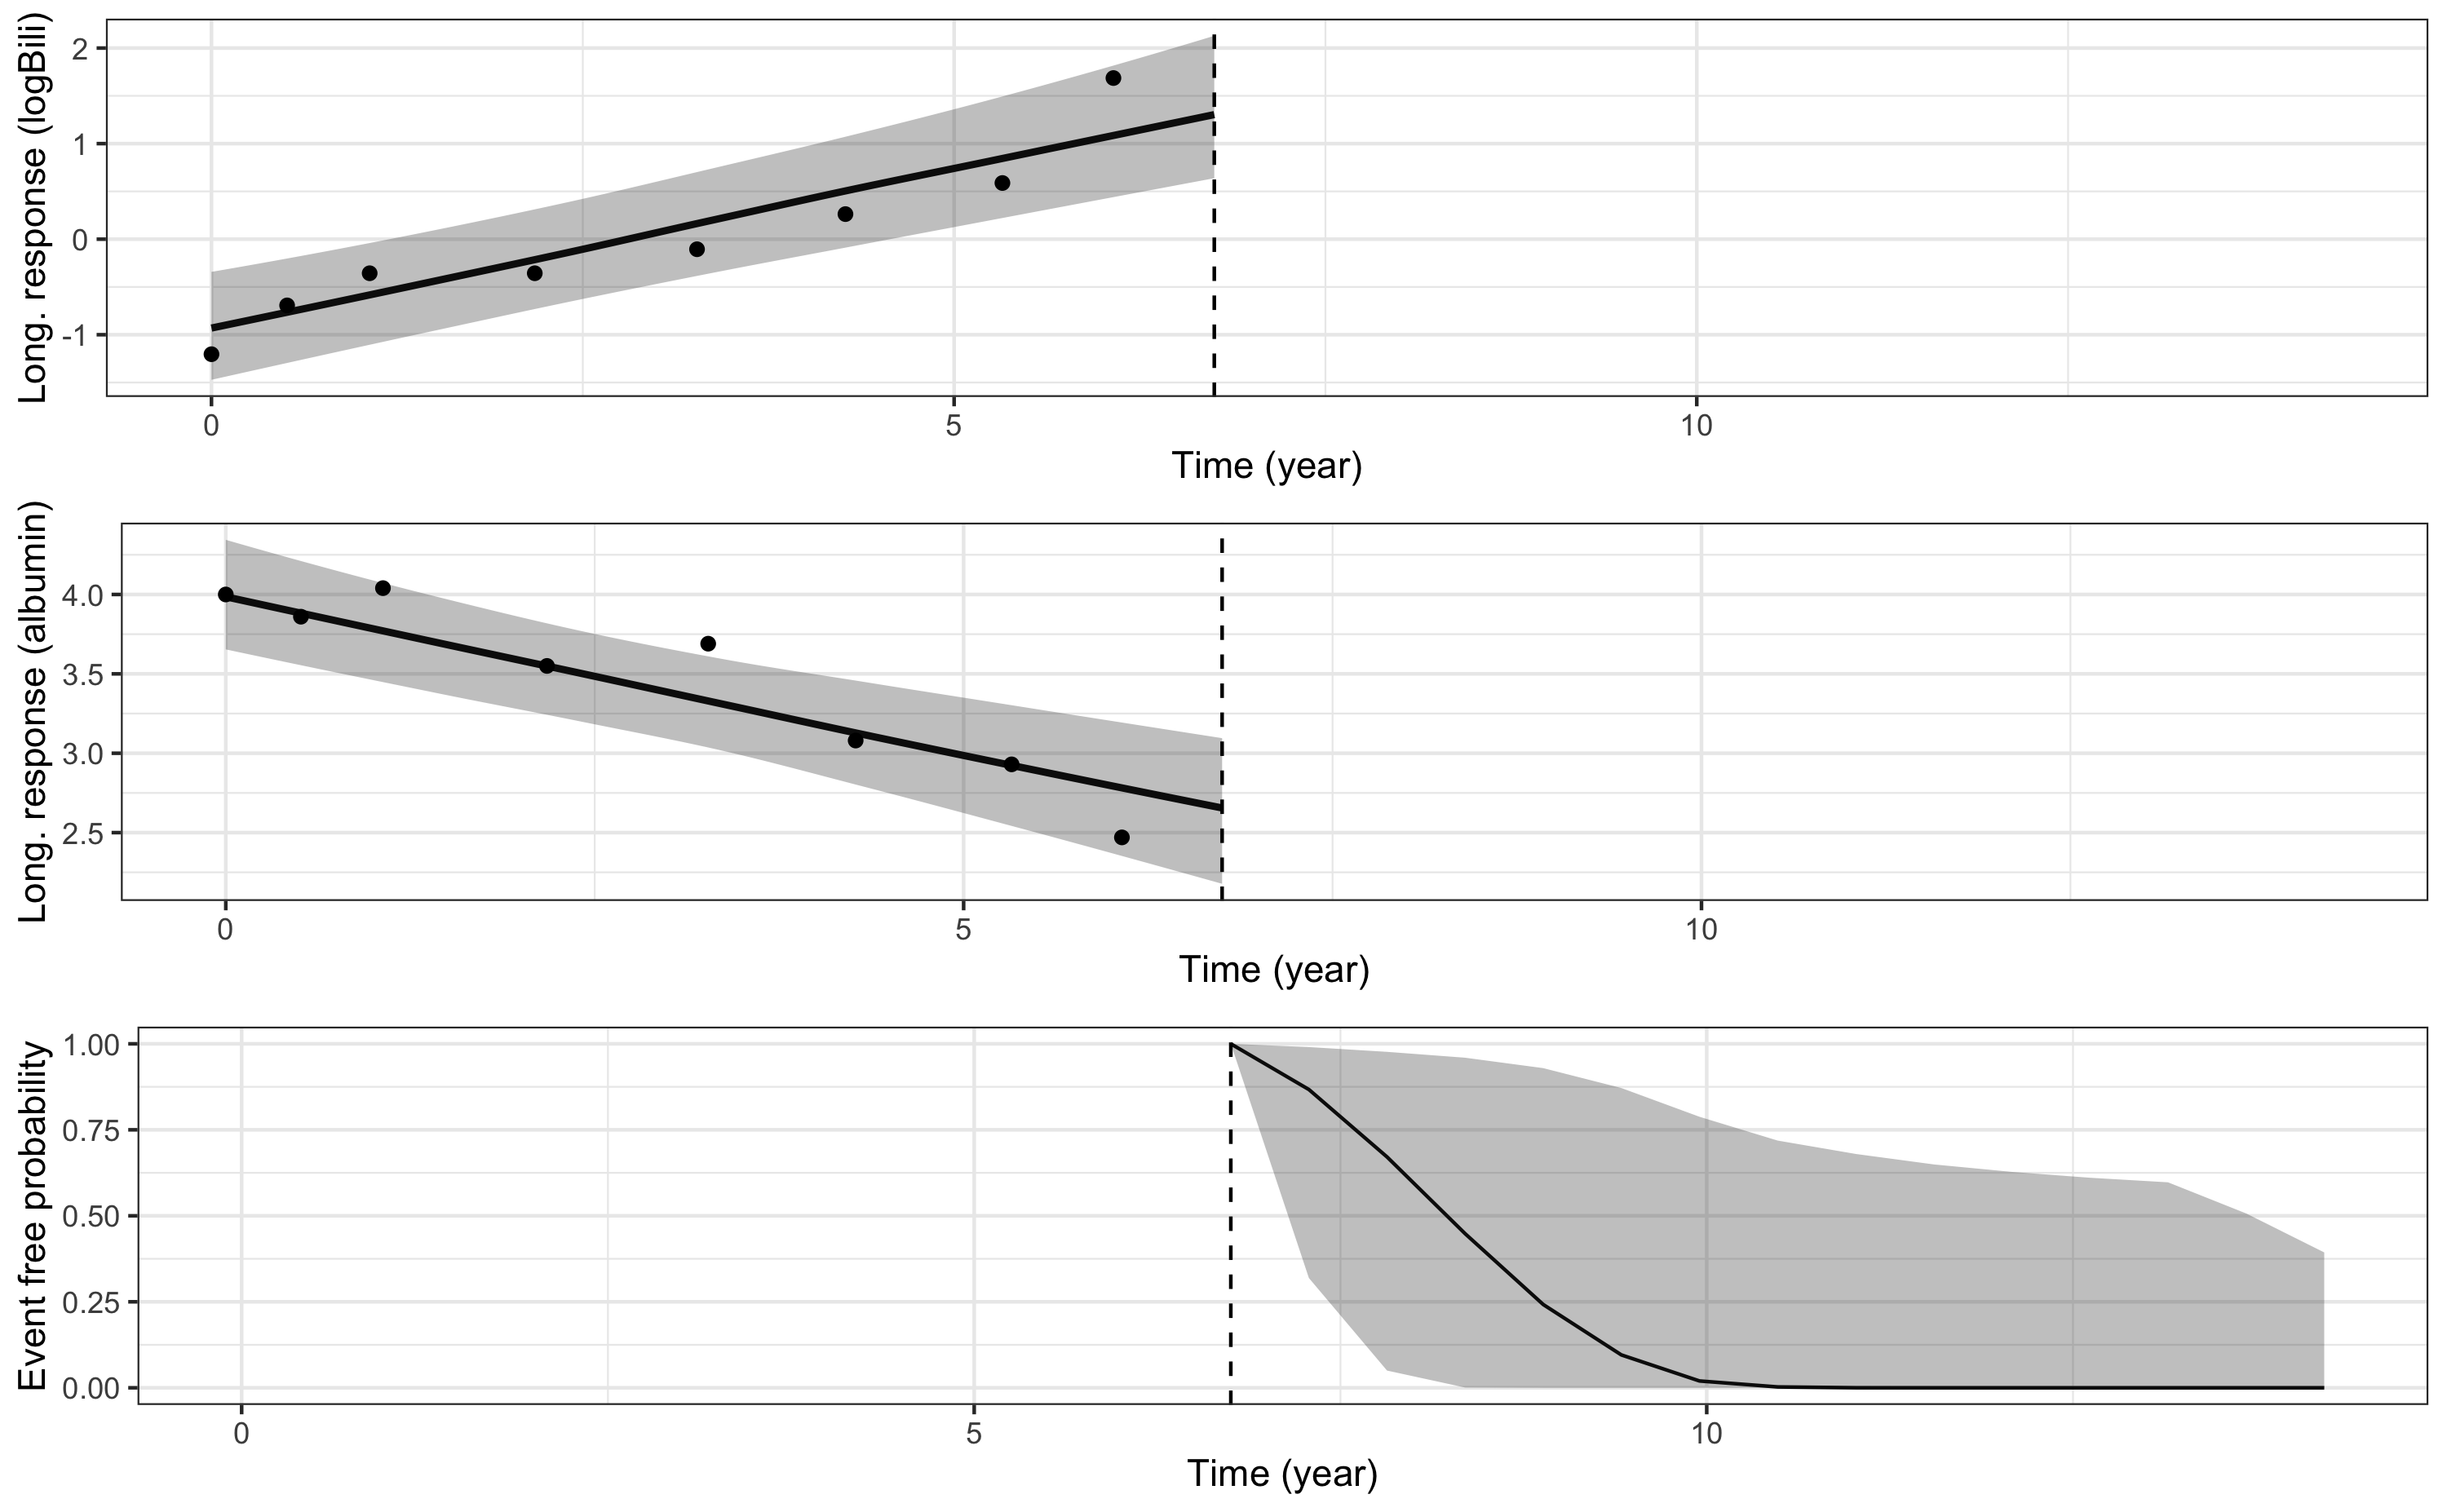 Long. response (logBili)
2
1
0
-1
0 5 10
Time (year)
Long. response (albumin)
4.0
3.5
3.0
2.5
0 5 10
Time (year)
Event free probability
1.00
0.75
0.50
0.25
0.00
0 5 10
Time (year)